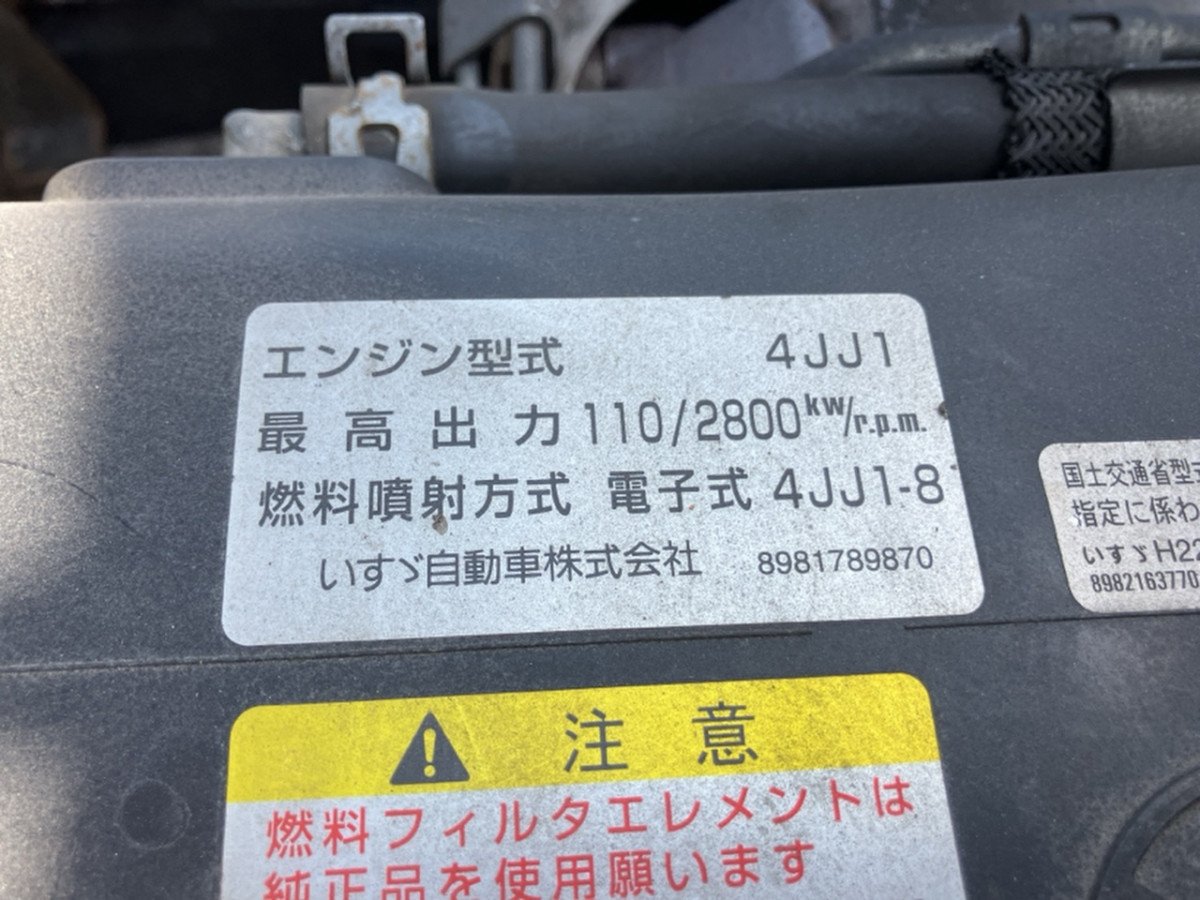 エンジン型式 4JJ1
最高出力 110/2800kw/r.p.m.
燃料噴射方式 電子式 4JJ1-8
いすゞ自動車株式会社 8981789870
国土交通省型式
指定に係わ
いすゞH22
8982163770
注意
燃料フィルタエレメントは
純正品を使用願います